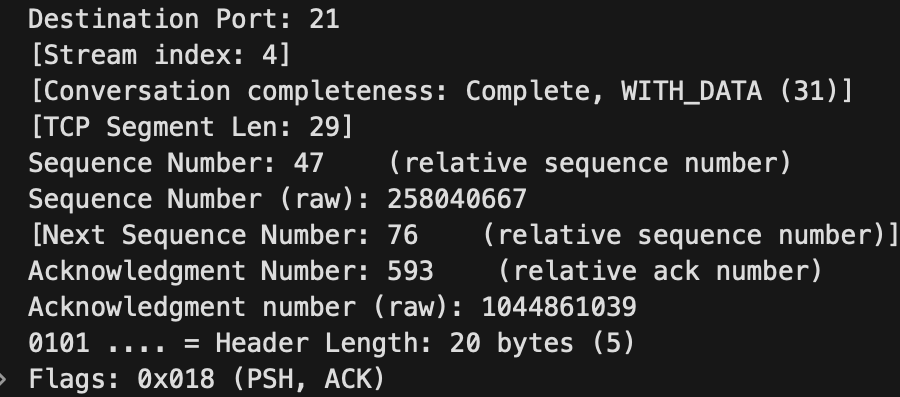 Destination Port: 21
[Stream index: 4]
[Conversation completeness: Complete, WITH_DATA (31)]
[TCP Segment Len: 29]
Sequence Number: 47    (relative sequence number)
Sequence Number (raw): 258040667
[Next Sequence Number: 76    (relative sequence number)]
Acknowledgment Number: 593    (relative ack number)
Acknowledgment number (raw): 1044861039
0101 .... = Header Length: 20 bytes (5)
Flags: 0x018 (PSH, ACK)